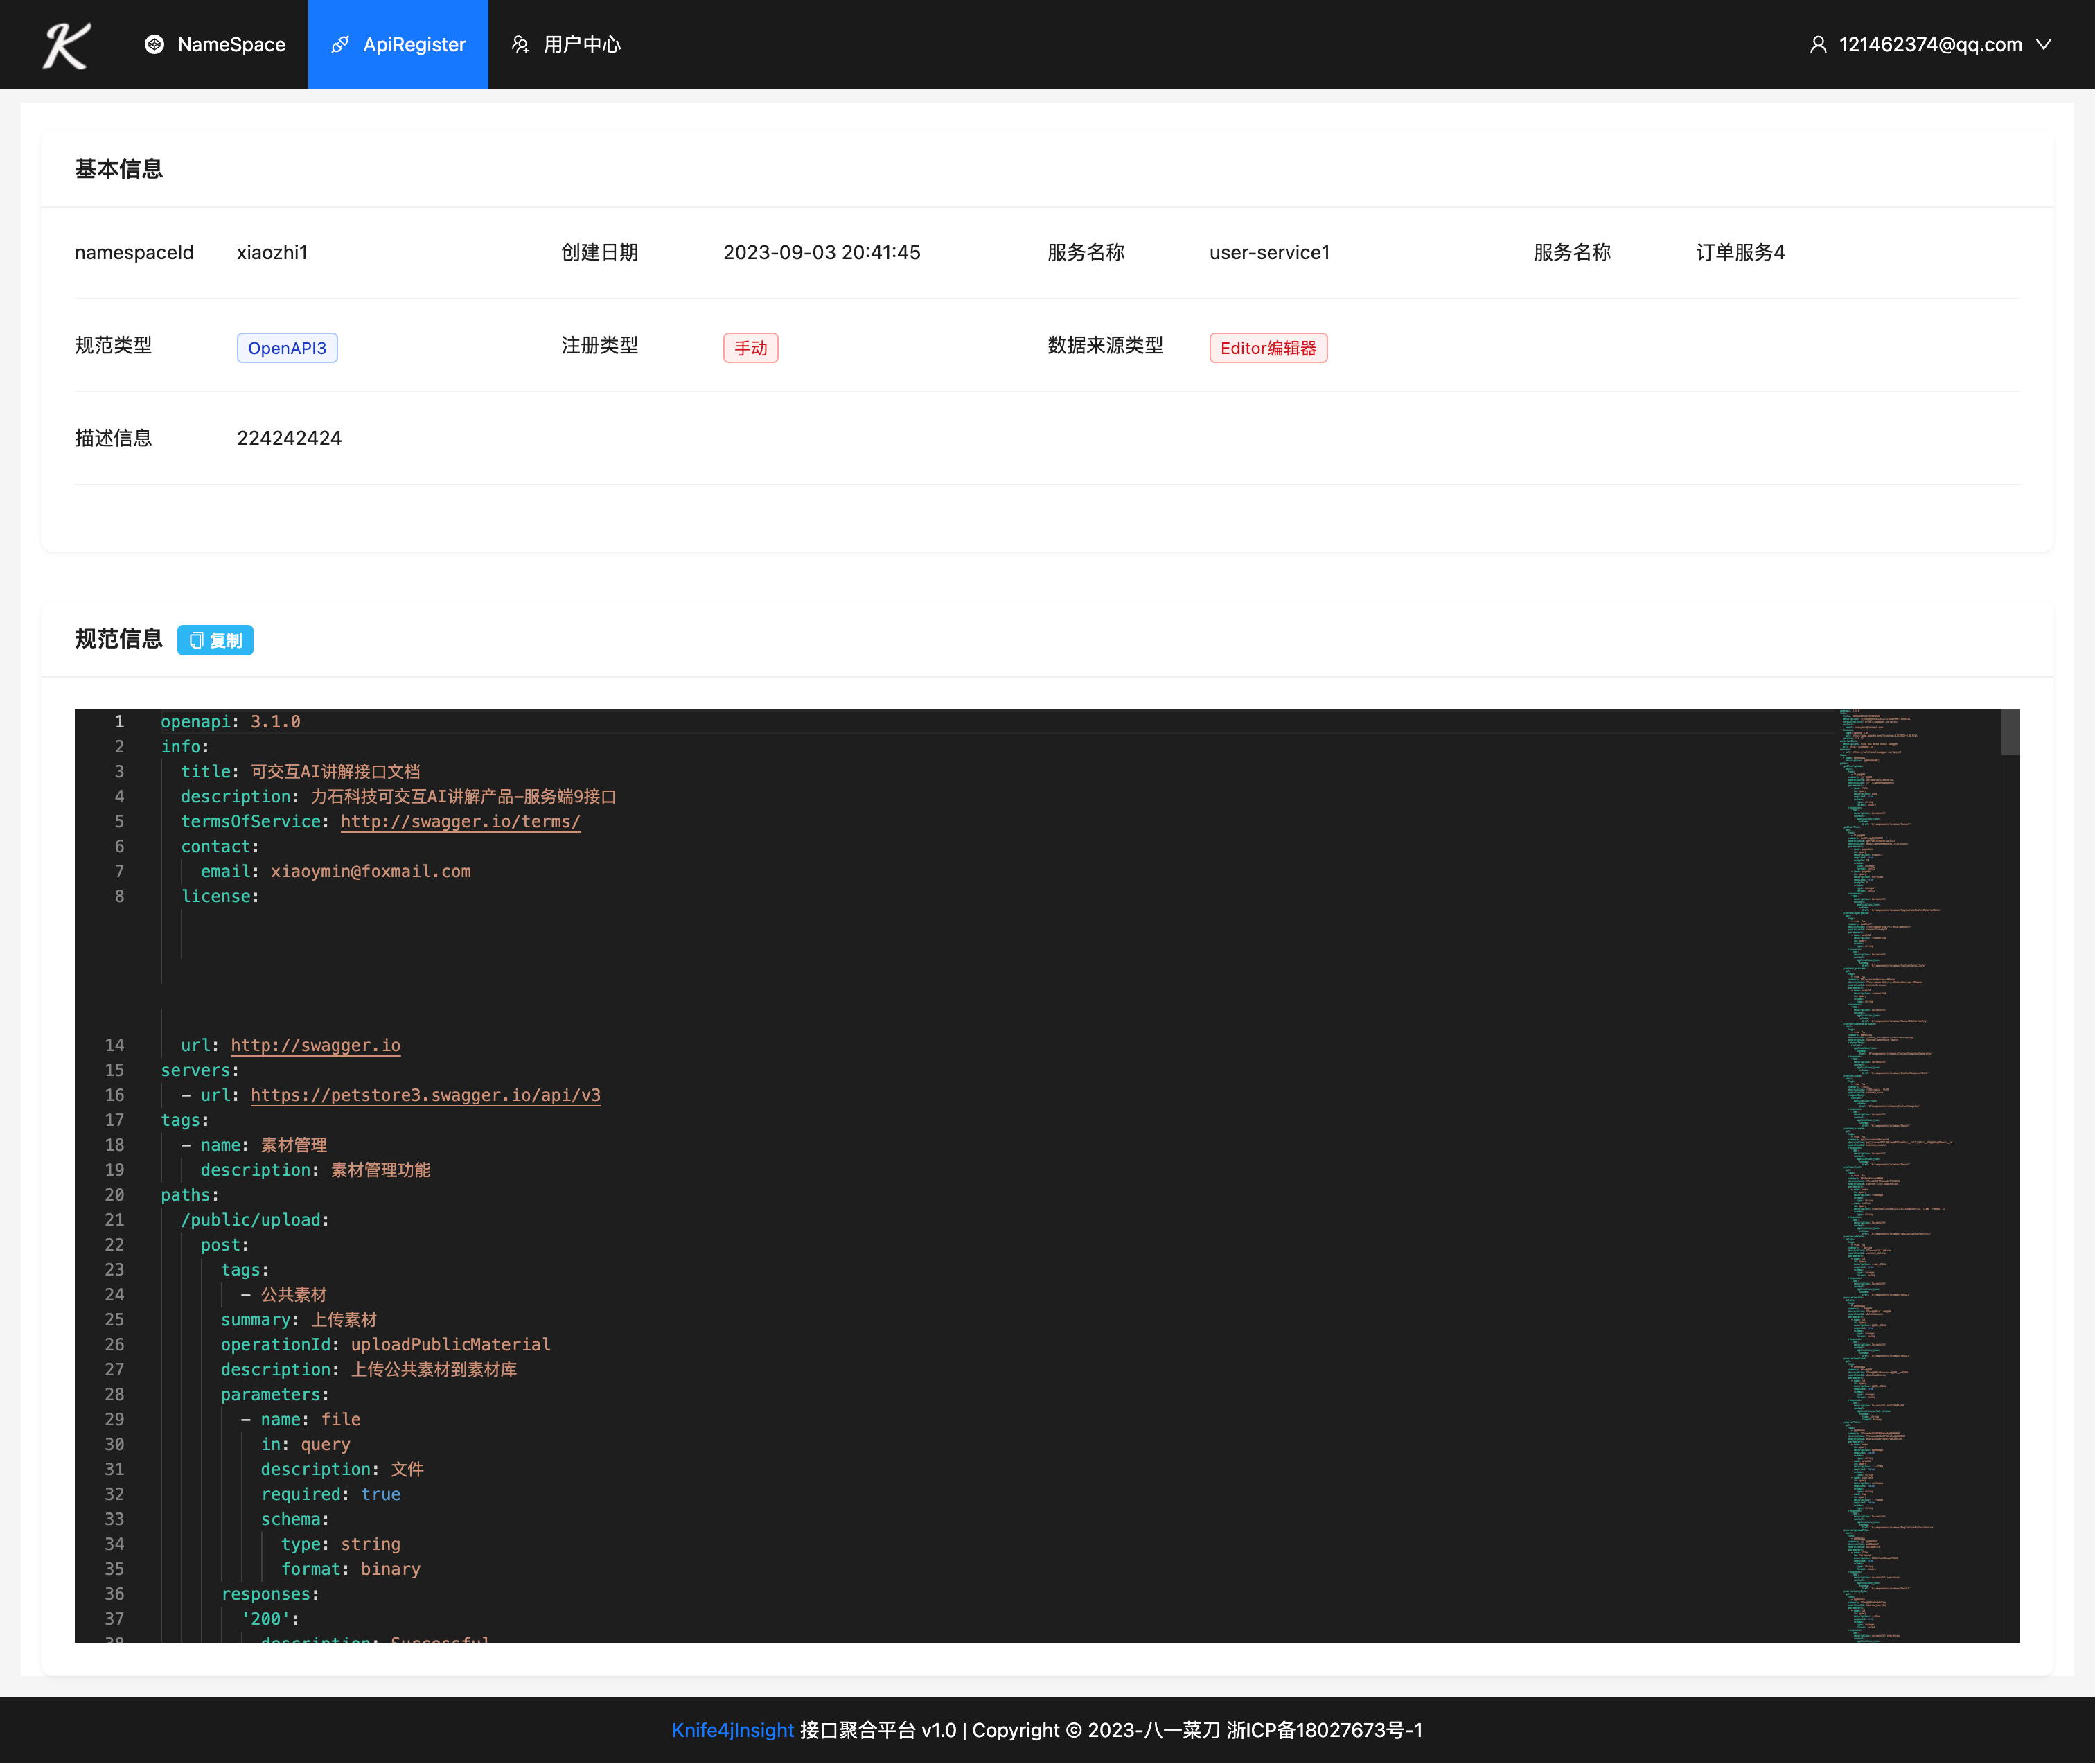 K NameSpace ApiRegister 用户中心 121462374@qq.com
基本信息
namespaceId xiaozhi1 创建日期 2023-09-03 20:41:45 服务名称 user-service1 服务名称 订单服务4
规范类型 OpenAPI3 注册类型 手动 数据来源类型 Editor编辑器
描述信息 224242424
规范信息 复制
1 openapi: 3.1.0
2 info:
3 title: 可交互AI讲解接口文档
4 description: 力石科技可交互AI讲解产品-服务端9接口
5 termsOfService: http://swagger.io/terms/
6 contact:
7 email: xiaoymin@foxmail.com
8 license:
14 url: http://swagger.io
15 servers:
16 - url: https://petstore3.swagger.io/api/v3
17 tags:
18 - name: 素材管理
19 description: 素材管理功能
20 paths:
21 /public/upload:
22 post:
23 tags:
24 - 公共素材
25 summary: 上传素材
26 operationId: uploadPublicMaterial
27 description: 上传公共素材到素材库
28 parameters:
29 - name: file
30 in: query
31 description: 文件
32 required: true
33 schema:
34 type: string
35 format: binary
36 responses:
37 '200':
38 description: Successful
Knife4jInsight 接口聚合平台 v1.0 | Copyright © 2023-八一菜刀 浙ICP备18027673号-1